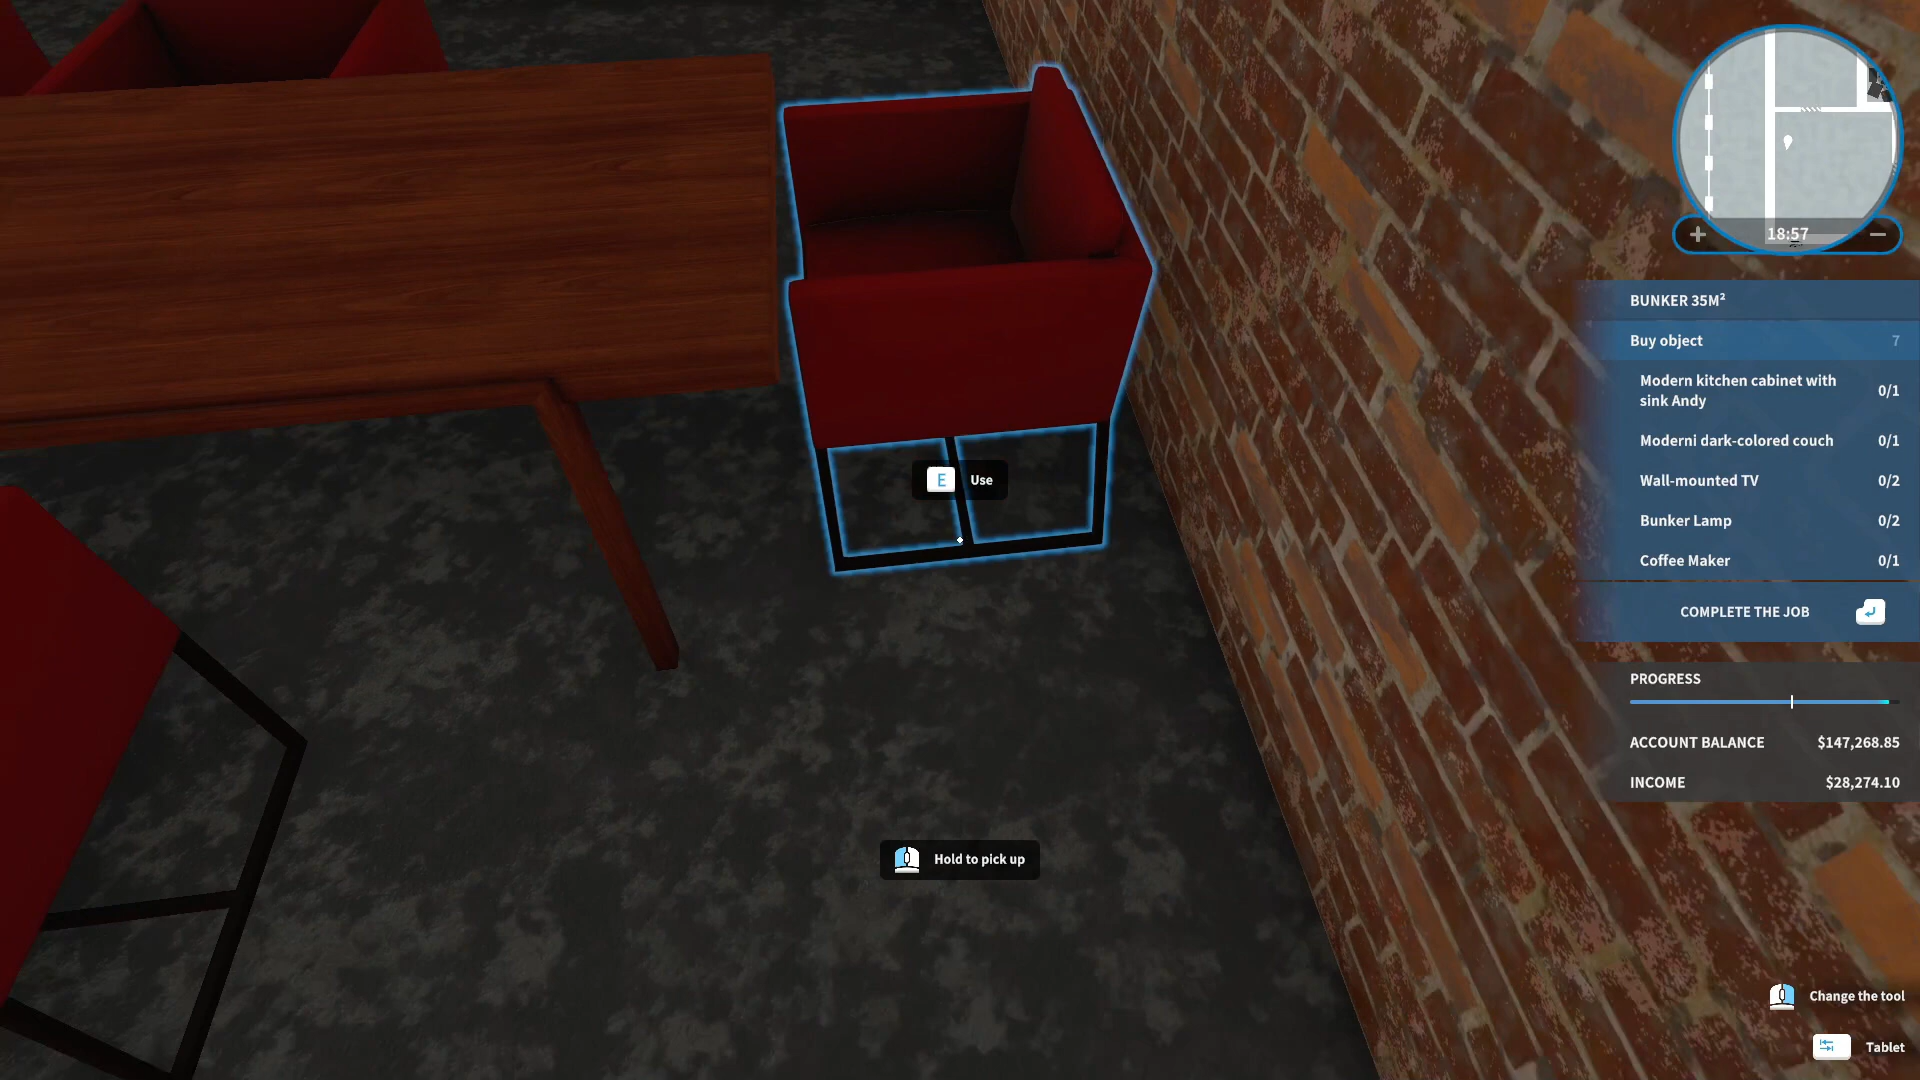 18:57
BUNKER 35M²
Buy object 7
Modern kitchen cabinet with
sink Andy 0/1
Moderni dark-colored couch 0/1
Wall-mounted TV 0/2
Bunker Lamp 0/2
Coffee Maker 0/1
COMPLETE THE JOB
PROGRESS
ACCOUNT BALANCE $147,268.85
INCOME $28,274.10
E Use
Hold to pick up
Change the tool
Tablet